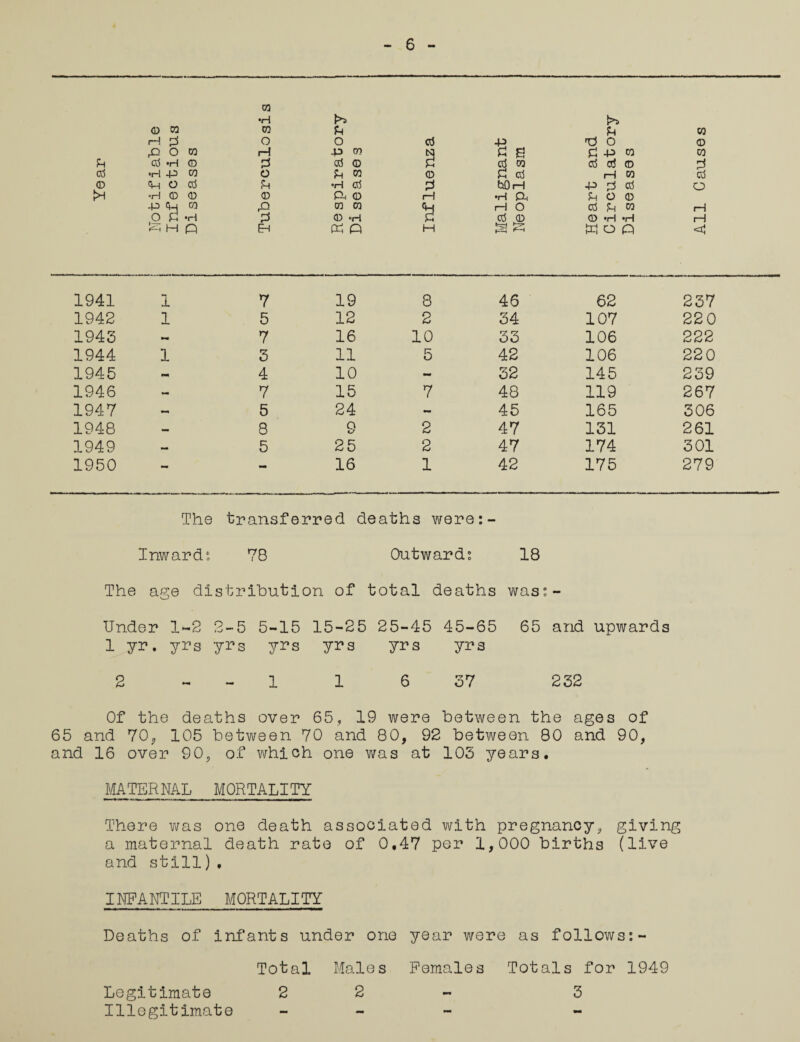 - 6 -
Year
Notifiable Infectious Diseases
Tuberculosis
Respiratory Diseases
Influenza
Malignant Neoplasm
Heart and Circulatory Diseases
All Causes
1941 1 7 19 8 46 62 237
1942 1 5 12 2 34 107 220
1943 - 7 16 10 33 106 222
1944 1 3 11 5 42 106 220
1945 - 4 10 - 32 145 239
1946 - 7 15 7 48 119 267
1947 - 5 24 - 45 165 306
1948 - 8 9 2 47 131 261
1949 - 5 25 2 47 174 301
1950 - - 16 1 42 175 279
The transferred deaths were:-
Inward: 78 Outward: 18
The age distribution of total deaths was:-
Under 1-2 2-5 5-15 15-25 25-45 45-65 65 and upwards
1 yr. yrs yrs yrs yrs yrs yrs
2 - - 1 1 6 37 232
Of the deaths over 65, 19 were between the ages of
65 and 70, 105 between 70 and 80, 92 between 80 and 90,
and 16 over 90, of which one was at 103 years.
MATERNAL MORTALITY
There was one death associated with pregnancy, giving
a maternal death rate of 0.47 per 1,000 births (live
and still).
INFANTILE MORTALITY
Deaths of infants under one year were as follows:-
Total Males Females Totals for 1949
Legitimate 2 2 - 3
Illegitimate - - - -